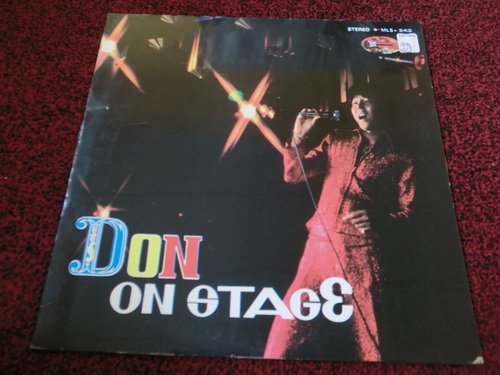 STEREO MLS-343
DON
ON STAGE